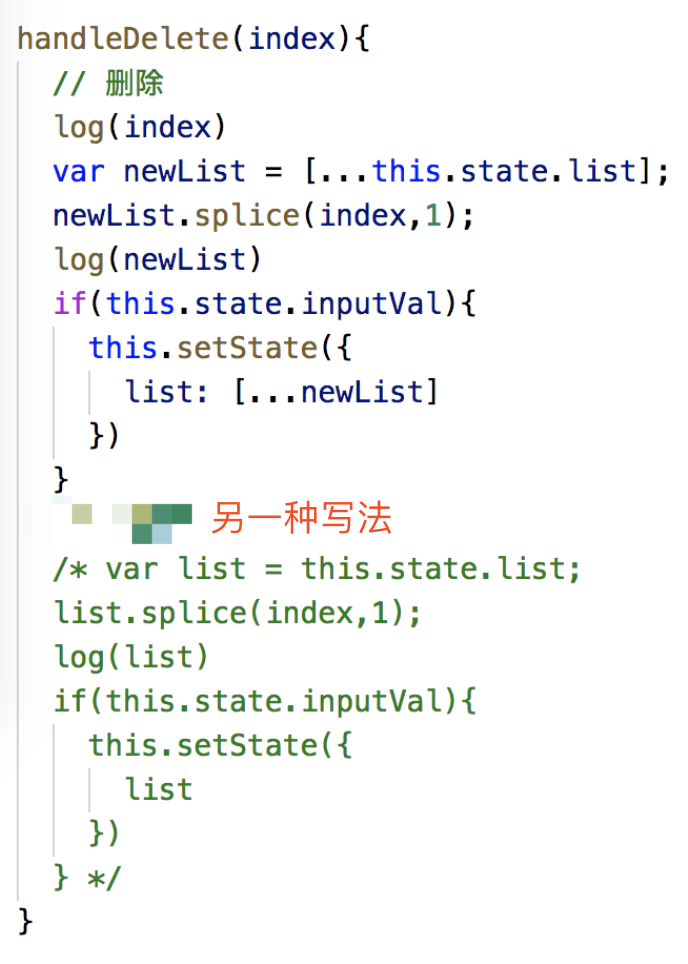 handleDelete(index){
// 删除
log(index)
var newList = [...this.state.list];
newList.splice(index,1);
log(newList)
if(this.state.inputVal){
this.setState({
list: [...newList]
})
}
另一种写法
/* var list = this.state.list;
list.splice(index,1);
log(list)
if(this.state.inputVal){
this.setState({
list
})
} */
}